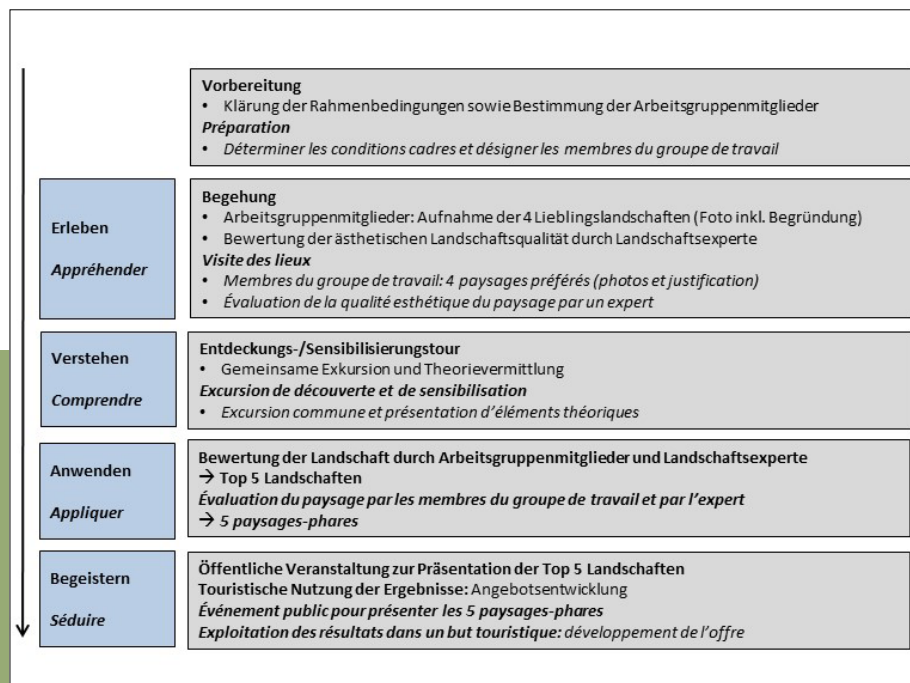 Vorbereitung
• Klärung der Rahmenbedingungen sowie Bestimmung der Arbeitsgruppenmitglieder
Préparation
• Déterminer les conditions cadres et désigner les membres du groupe de travail
Erleben
Appréhender
Begehung
• Arbeitsgruppenmitglieder: Aufnahme der 4 Lieblingslandschaften (Foto inkl. Begründung)
• Bewertung der ästhetischen Landschaftsqualität durch Landschaftsexperte
Visite des lieux
• Membres du groupe de travail: 4 paysages préférés (photos et justification)
• Évaluation de la qualité esthétique du paysage par un expert
Verstehen
Comprendre
Entdeckungs-/Sensibilisierungstour
• Gemeinsame Exkursion und Theorievermittlung
Excursion de découverte et de sensibilisation
• Excursion commune et présentation d’éléments théoriques
Anwenden
Appliquer
Bewertung der Landschaft durch Arbeitsgruppenmitglieder und Landschaftsexperte
→ Top 5 Landschaften
Évaluation du paysage par les membres du groupe de travail et par l’expert
→ 5 paysages-phares
Begeistern
Séduire
Öffentliche Veranstaltung zur Präsentation der Top 5 Landschaften
Touristische Nutzung der Ergebnisse: Angebotsentwicklung
Événement public pour présenter les 5 paysages-phares
Exploitation des résultats dans un but touristique: développement de l’offre